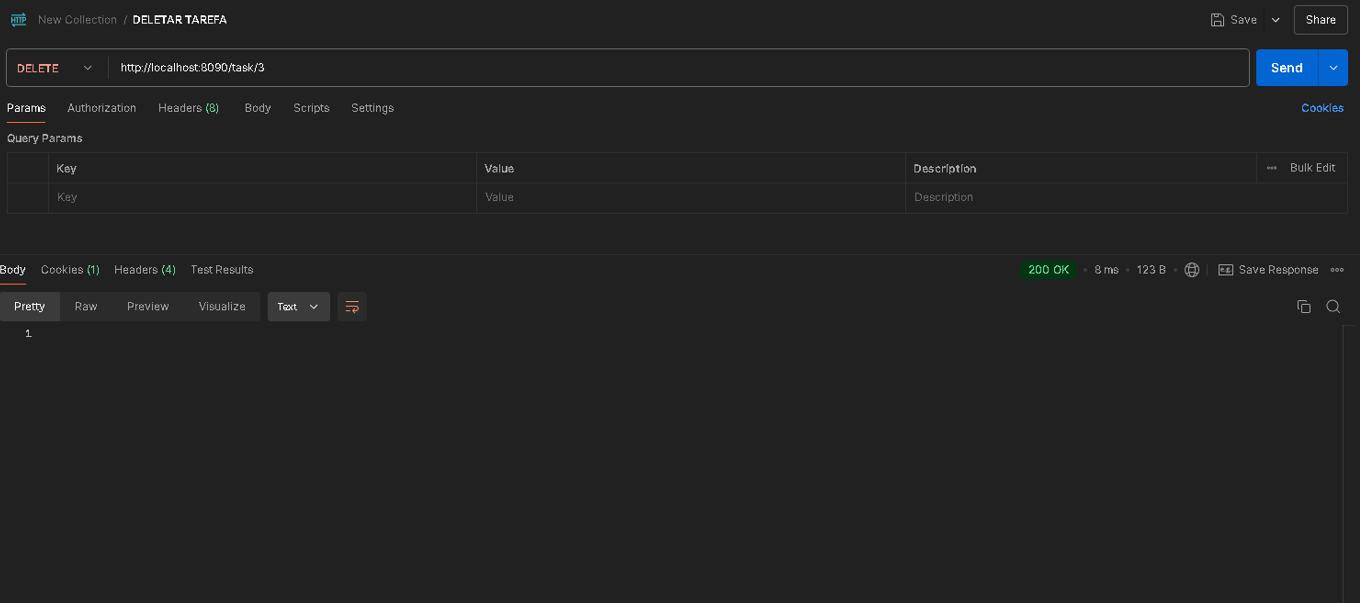 HTTP New Collection / DELETAR TAREFA Save Share
DELETE http://localhost:8090/task/3 Send
Params Authorization Headers (8) Body Scripts Settings Cookies
Query Params
Key Value Description Bulk Edit
Key Value Description
Body Cookies (1) Headers (4) Test Results 200 OK 8 ms 123 B Save Response
Pretty Raw Preview Visualize Text
1